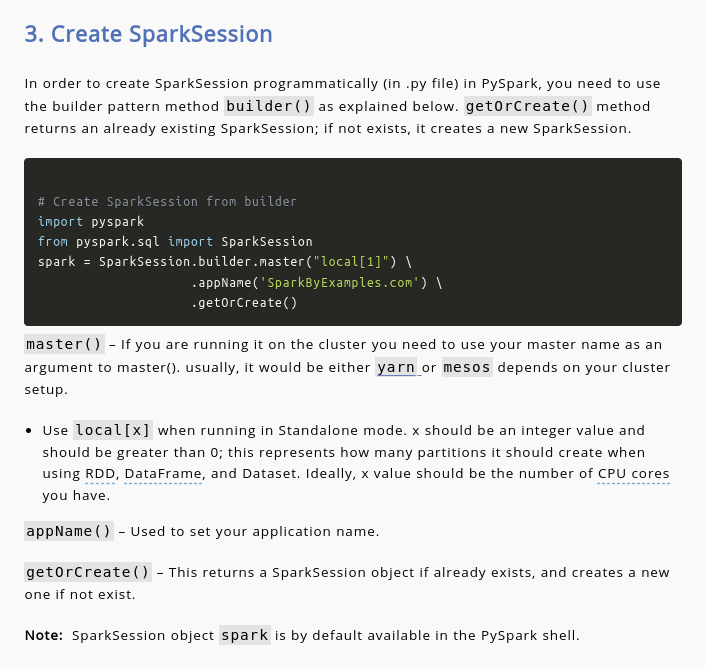 3. Create SparkSession
In order to create SparkSession programmatically (in .py file) in PySpark, you need to use
the builder pattern method builder() as explained below. getOrCreate() method
returns an already existing SparkSession; if not exists, it creates a new SparkSession.
# Create SparkSession from builder
import pyspark
from pyspark.sql import SparkSession
spark = SparkSession.builder.master("local[1]") \
                    .appName('SparkByExamples.com') \
                    .getOrCreate()
master() – If you are running it on the cluster you need to use your master name as an
argument to master(). usually, it would be either yarn or mesos depends on your cluster
setup.
• Use local[x] when running in Standalone mode. x should be an integer value and
should be greater than 0; this represents how many partitions it should create when
using RDD, DataFrame, and Dataset. Ideally, x value should be the number of CPU cores
you have.
appName() – Used to set your application name.
getOrCreate() – This returns a SparkSession object if already exists, and creates a new
one if not exist.
Note: SparkSession object spark is by default available in the PySpark shell.